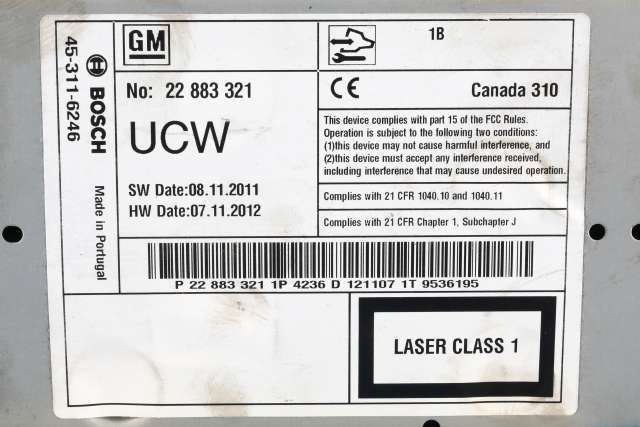 45-311-6246
BOSCH
Made in Portugal
GM
No: 22 883 321
UCW
SW Date:08.11.2011
HW Date:07.11.2012
1B
CE
Canada 310
This device complies with part 15 of the FCC Rules.
Operation is subject to the following two conditions:
(1)this device may not cause harmful interference, and
(2)this device must accept any interference received,
including interference that may cause undesired operation.
Complies with 21 CFR 1040.10 and 1040.11
Complies with 21 CFR Chapter 1, Subchapter J
P 22 883 321 1P 4236 D 121107 1T 9536195
LASER CLASS 1